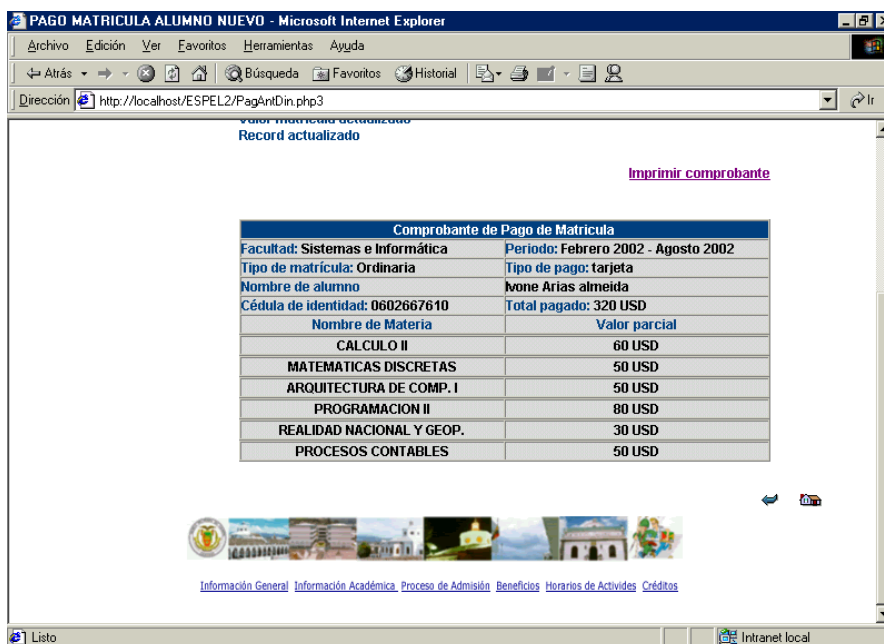 PAGO MATRICULA ALUMNO NUEVO - Microsoft Internet Explorer
Archivo Edición Ver Favoritos Herramientas Ayuda
Atrás Búsqueda Favoritos Historial
Dirección http://localhost/ESPEL2/PagAntDin.php3 Ir
Valor matricula actualizado
Record actualizado
Imprimir comprobante
Comprobante de Pago de Matricula
Facultad: Sistemas e Informática Periodo: Febrero 2002 - Agosto 2002
Tipo de matrícula: Ordinaria Tipo de pago: tarjeta
Nombre de alumno Ivone Arias almeida
Cédula de identidad: 0602667610 Total pagado: 320 USD
Nombre de Materia Valor parcial
CALCULO II 60 USD
MATEMATICAS DISCRETAS 50 USD
ARQUITECTURA DE COMP. I 50 USD
PROGRAMACION II 80 USD
REALIDAD NACIONAL Y GEOP. 30 USD
PROCESOS CONTABLES 50 USD
Información General Información Académica Proceso de Admisión Beneficios Horarios de Activides Créditos
Listo Intranet local